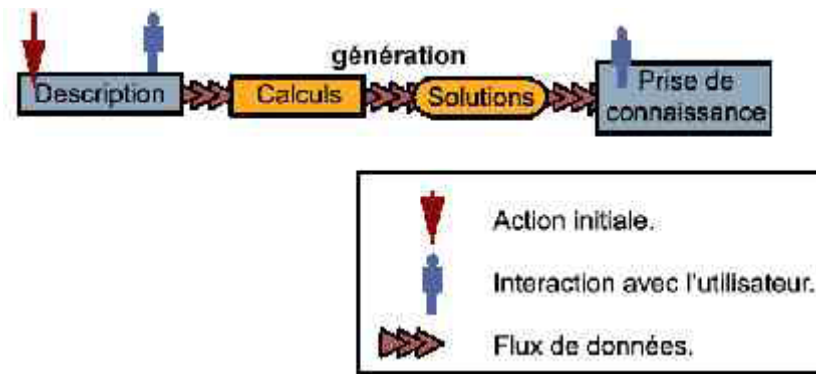 génération
Description
Calculs
Solutions
Prise de
connaissance
Action initiale.
Interaction avec l'utilisateur.
Flux de données.